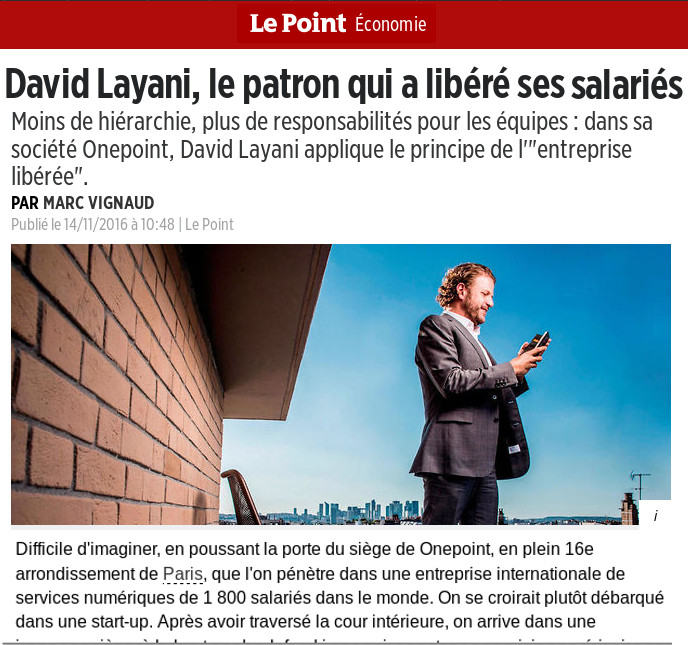 Le Point Économie
David Layani, le patron qui a libéré ses salariés
Moins de hiérarchie, plus de responsabilités pour les équipes : dans sa
société Onepoint, David Layani applique le principe de l'"entreprise
libérée".
PAR MARC VIGNAUD
Publié le 14/11/2016 à 10:48 | Le Point
i
Difficile d'imaginer, en poussant la porte du siège de Onepoint, en plein 16e
arrondissement de Paris, que l'on pénètre dans une entreprise internationale de
services numériques de 1 800 salariés dans le monde. On se croirait plutôt débarqué
dans une start-up. Après avoir traversé la cour intérieure, on arrive dans une